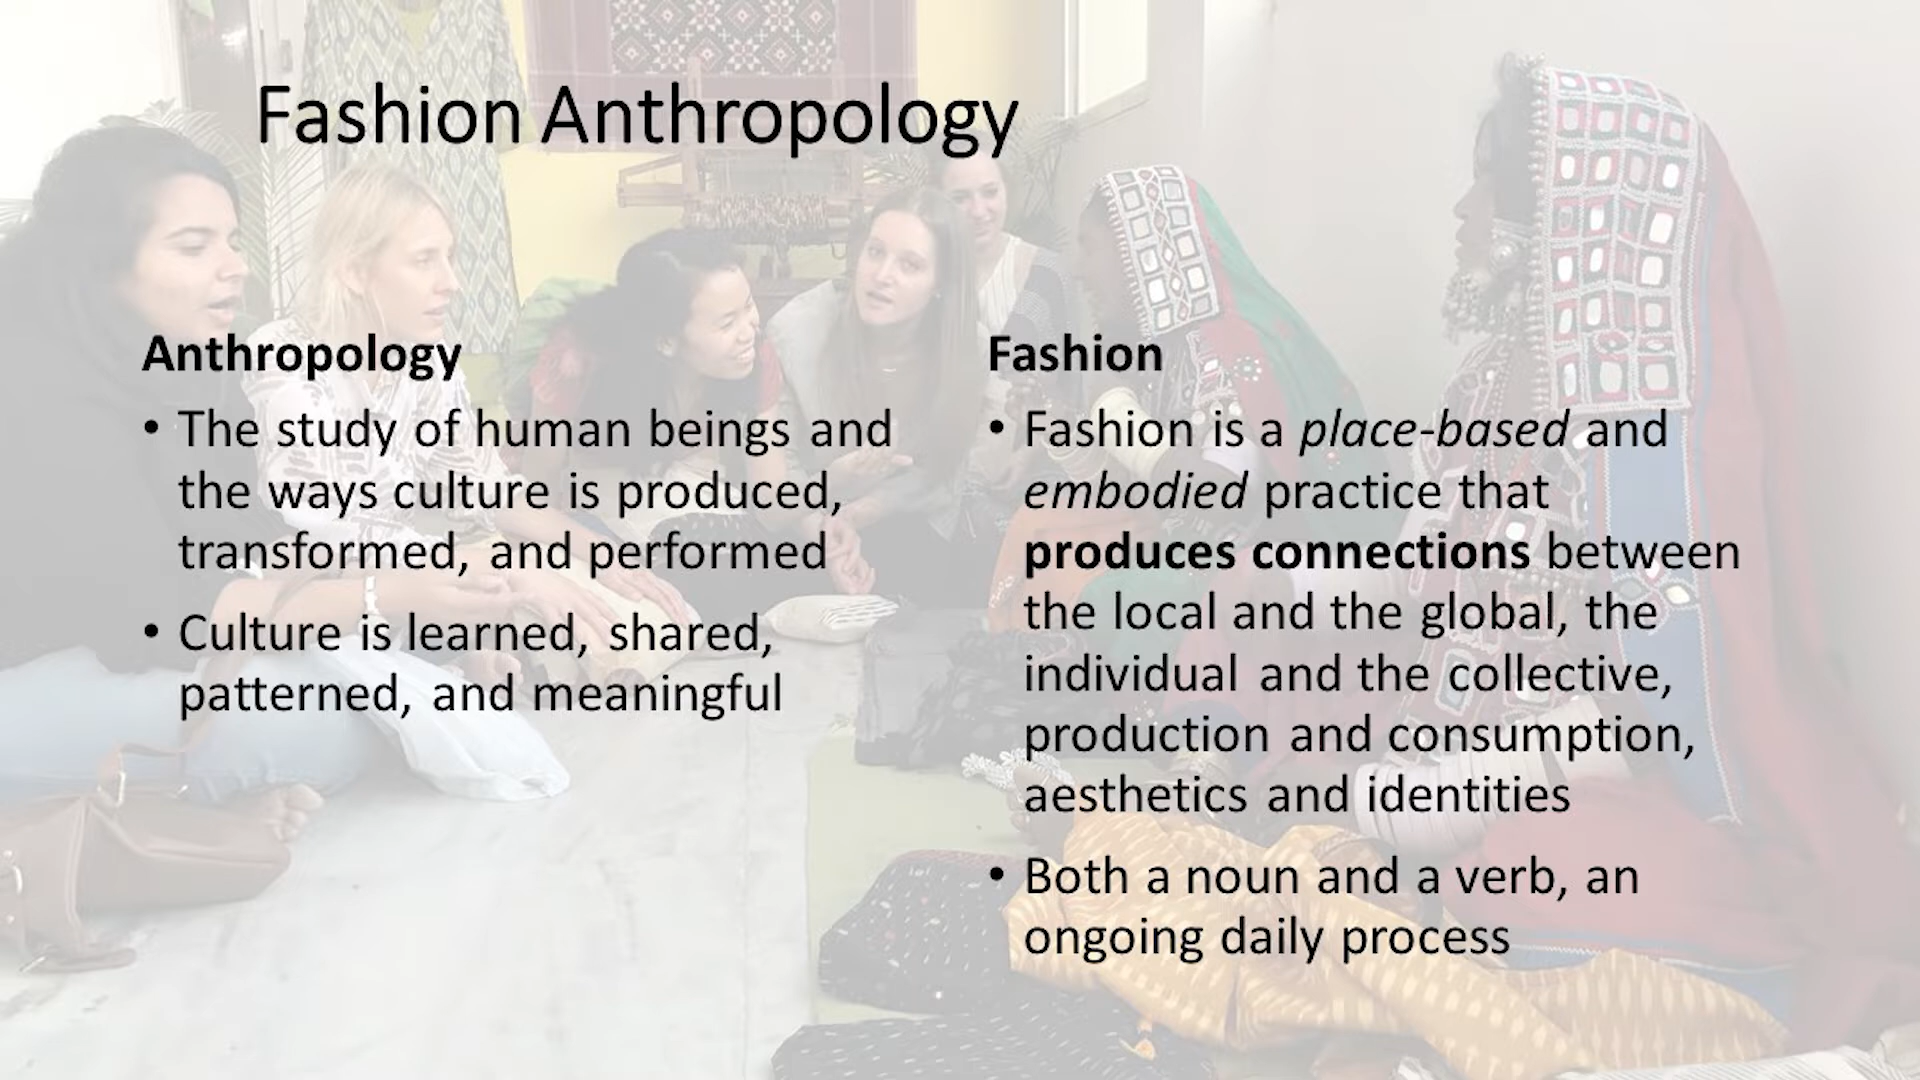 Fashion Anthropology
Anthropology
• The study of human beings and
the ways culture is produced,
transformed, and performed
• Culture is learned, shared,
patterned, and meaningful
Fashion
• Fashion is a place-based and
embodied practice that
produces connections between
the local and the global, the
individual and the collective,
production and consumption,
aesthetics and identities
• Both a noun and a verb, an
ongoing daily process